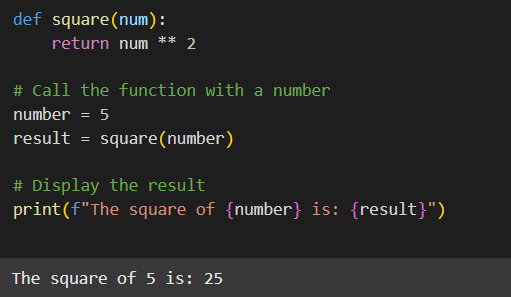 def square(num):
    return num ** 2

# Call the function with a number
number = 5
result = square(number)

# Display the result
print(f"The square of {number} is: {result}")

The square of 5 is: 25